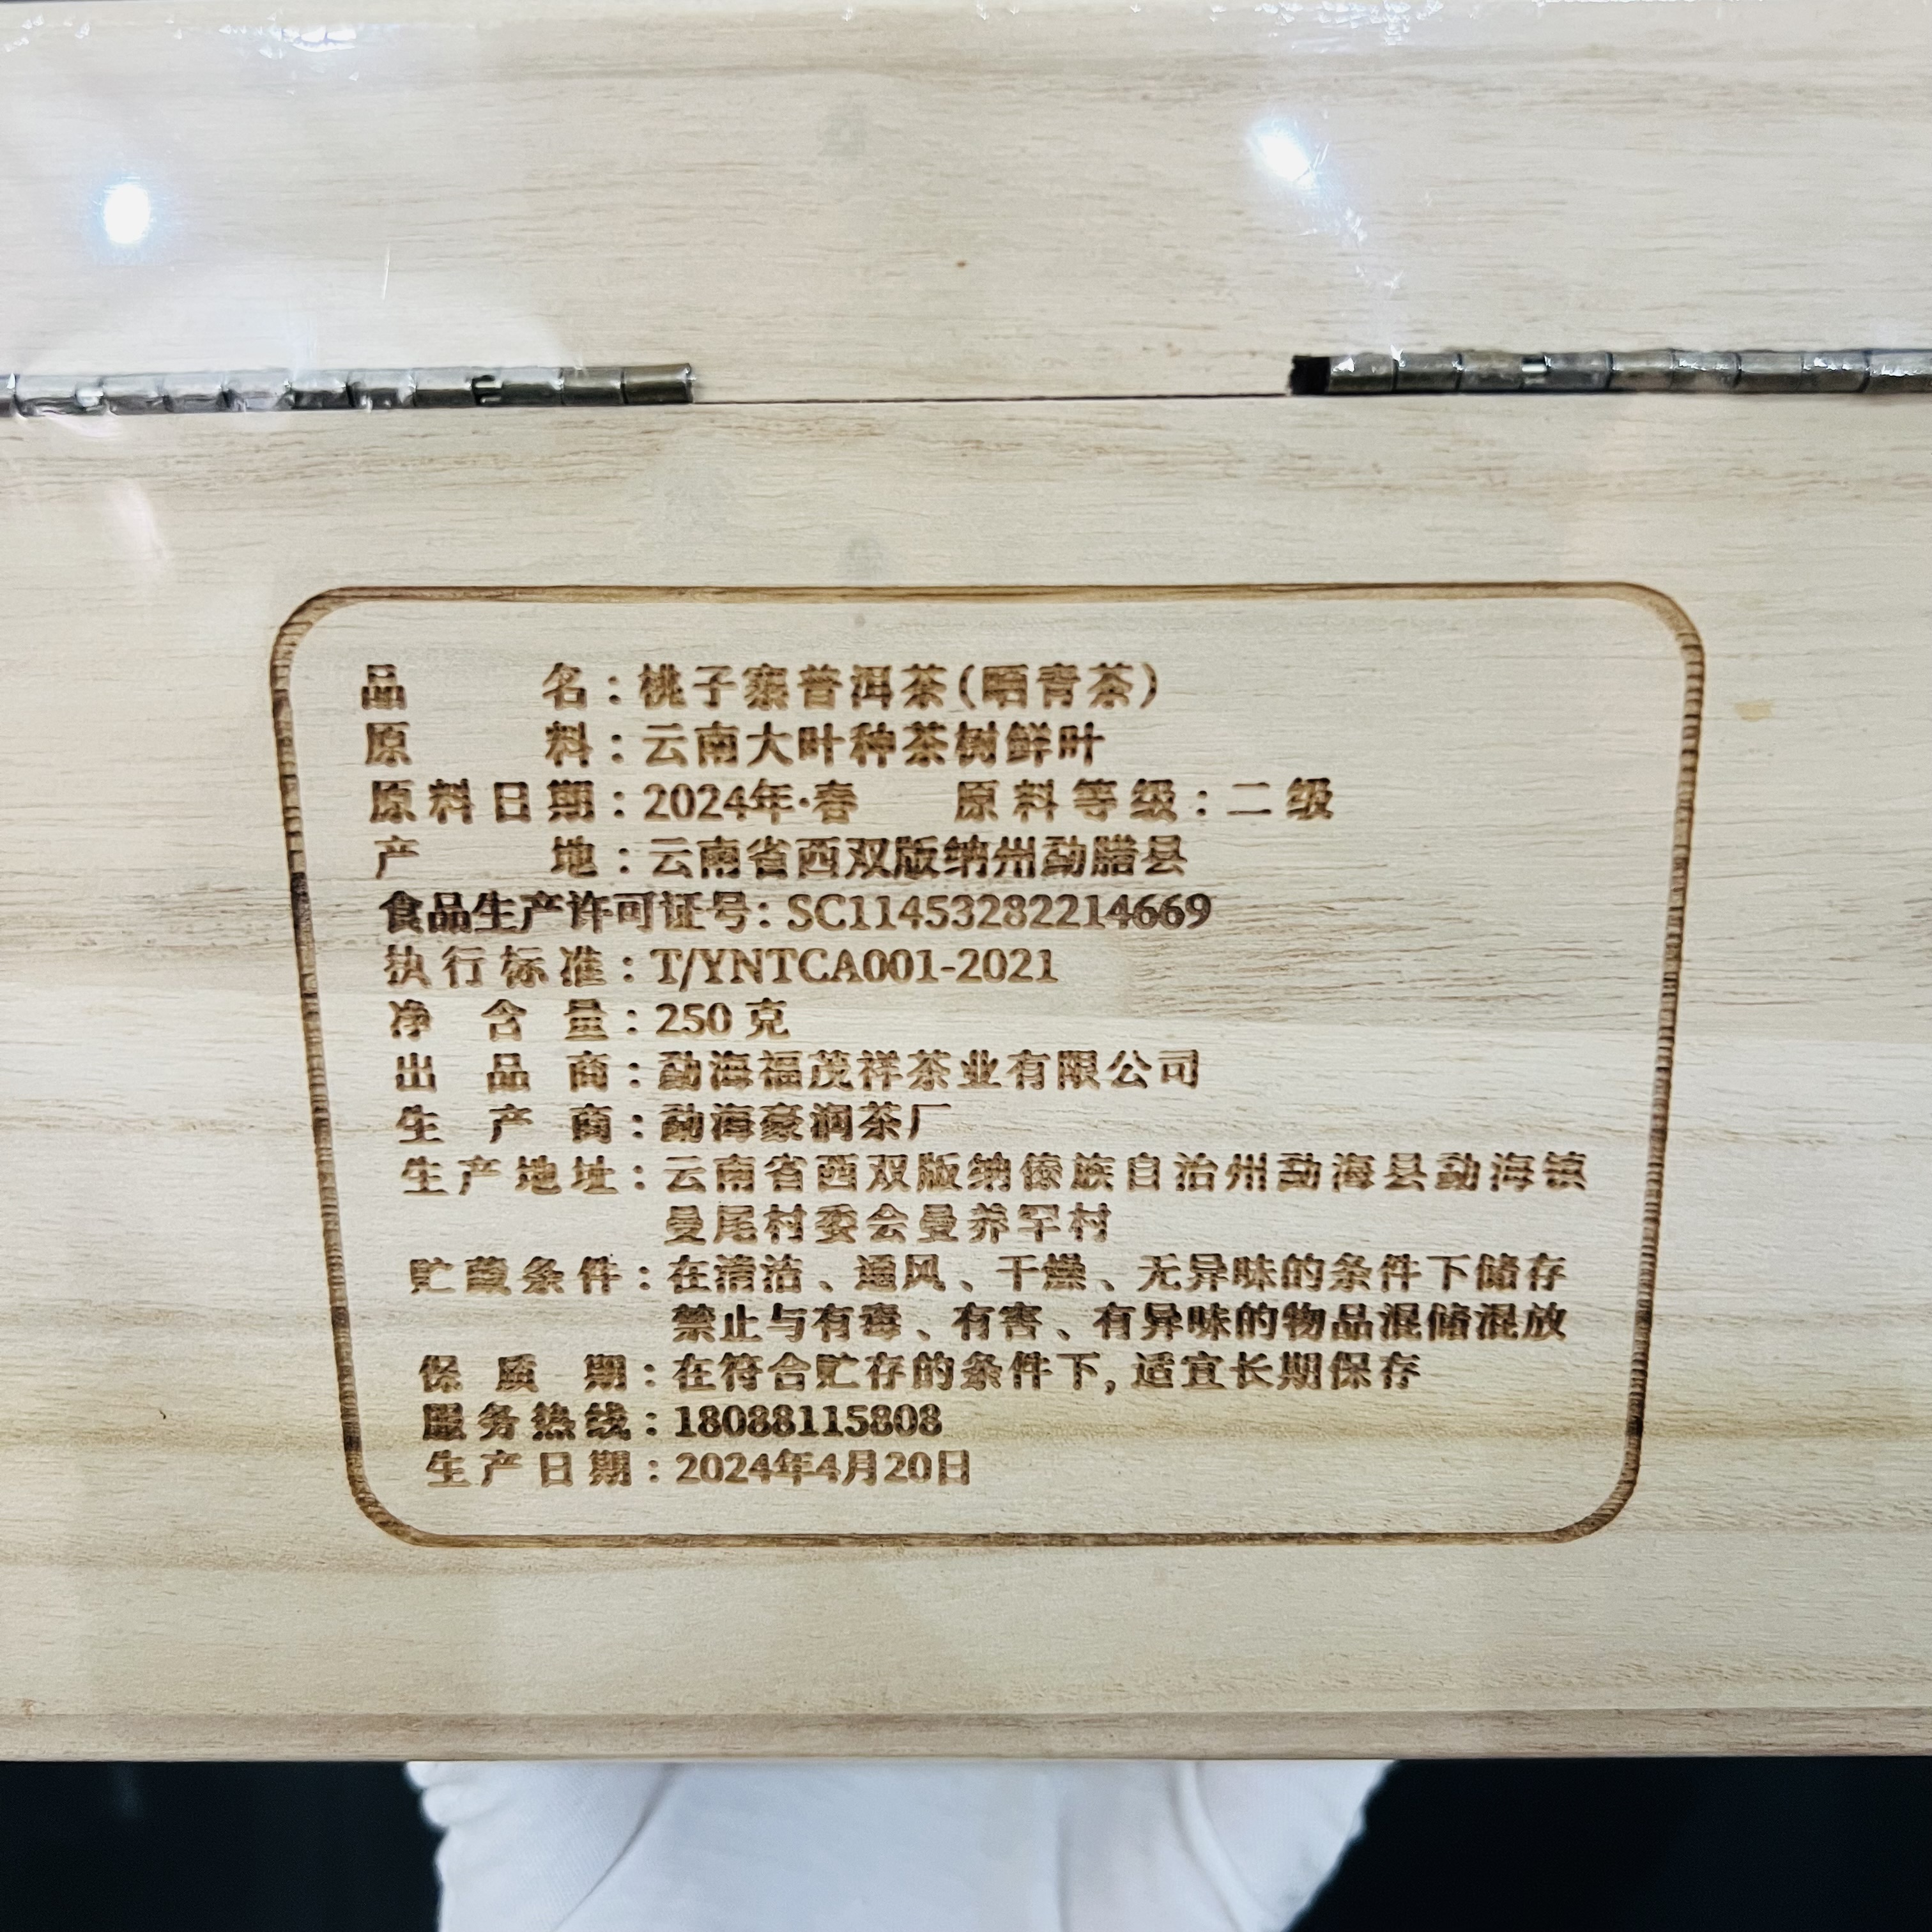 品名：桃子寨普洱茶（晒青茶）
原料：云南大叶种茶树鲜叶
原料日期：2024年·春 原料等级：二级
产地：云南省西双版纳州勐腊县
食品生产许可证号：SC11453282214669
执行标准：T/YNTCA001-2021
净含量：250 克
出品商：勐海福茂祥茶业有限公司
生产商：勐海豪润茶厂
生产地址：云南省西双版纳傣族自治州勐海县勐海镇
曼尾村委会曼养罕村
贮藏条件：在清洁、通风、干燥、无异味的条件下储存
禁止与有毒、有害、有异味的物品混储混放
保质期：在符合贮存的条件下，适宜长期保存
服务热线：18088115808
生产日期：2024年4月20日